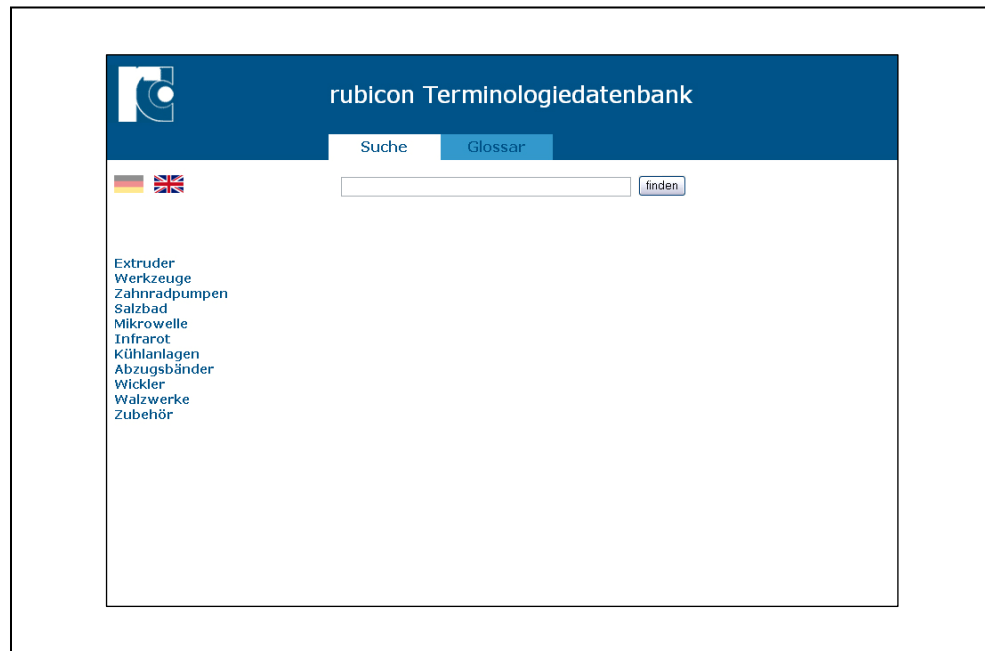 rubicon Terminologiedatenbank
Suche Glossar
finden
Extruder
Werkzeuge
Zahnradpumpen
Salzbad
Mikrowelle
Infrarot
Kühlanlagen
Abzugsbänder
Wickler
Walzwerke
Zubehör